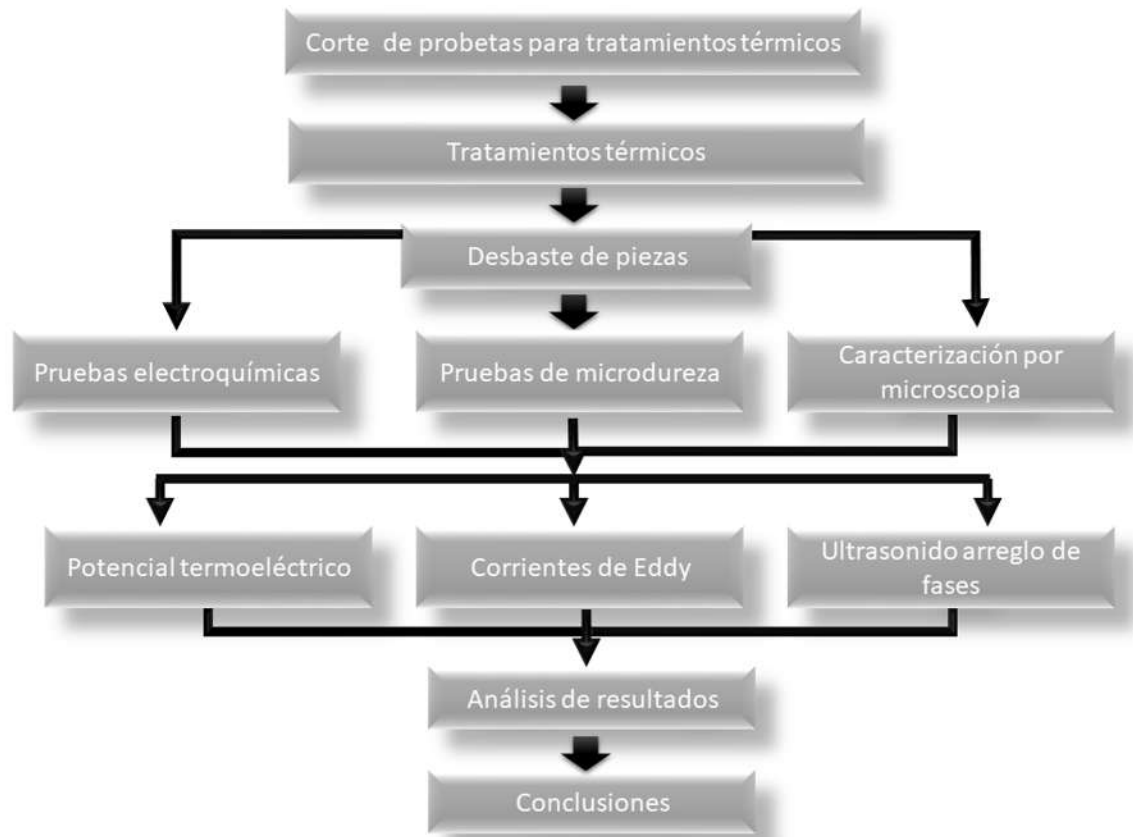 Corte de probetas para tratamientos térmicos
Tratamientos térmicos
Desbaste de piezas
Pruebas electroquímicas
Pruebas de microdureza
Caracterización por
microscopia
Potencial termoeléctrico
Corrientes de Eddy
Ultrasonido arreglo de
fases
Análisis de resultados
Conclusiones